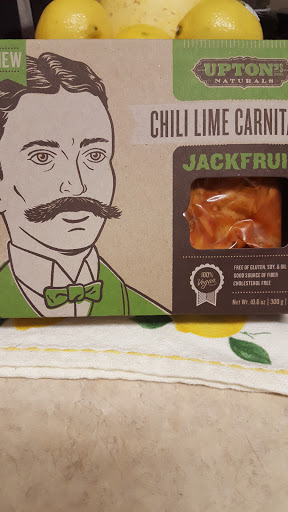 NEW
UPTON'S
NATURALS
CHILI LIME CARNITA
JACKFRUI
100%
Vegan
FREE OF GLUTEN, SOY, & OIL
GOOD SOURCE OF FIBER
CHOLESTEROL FREE
Net Wt. 10.6 oz | 300 g